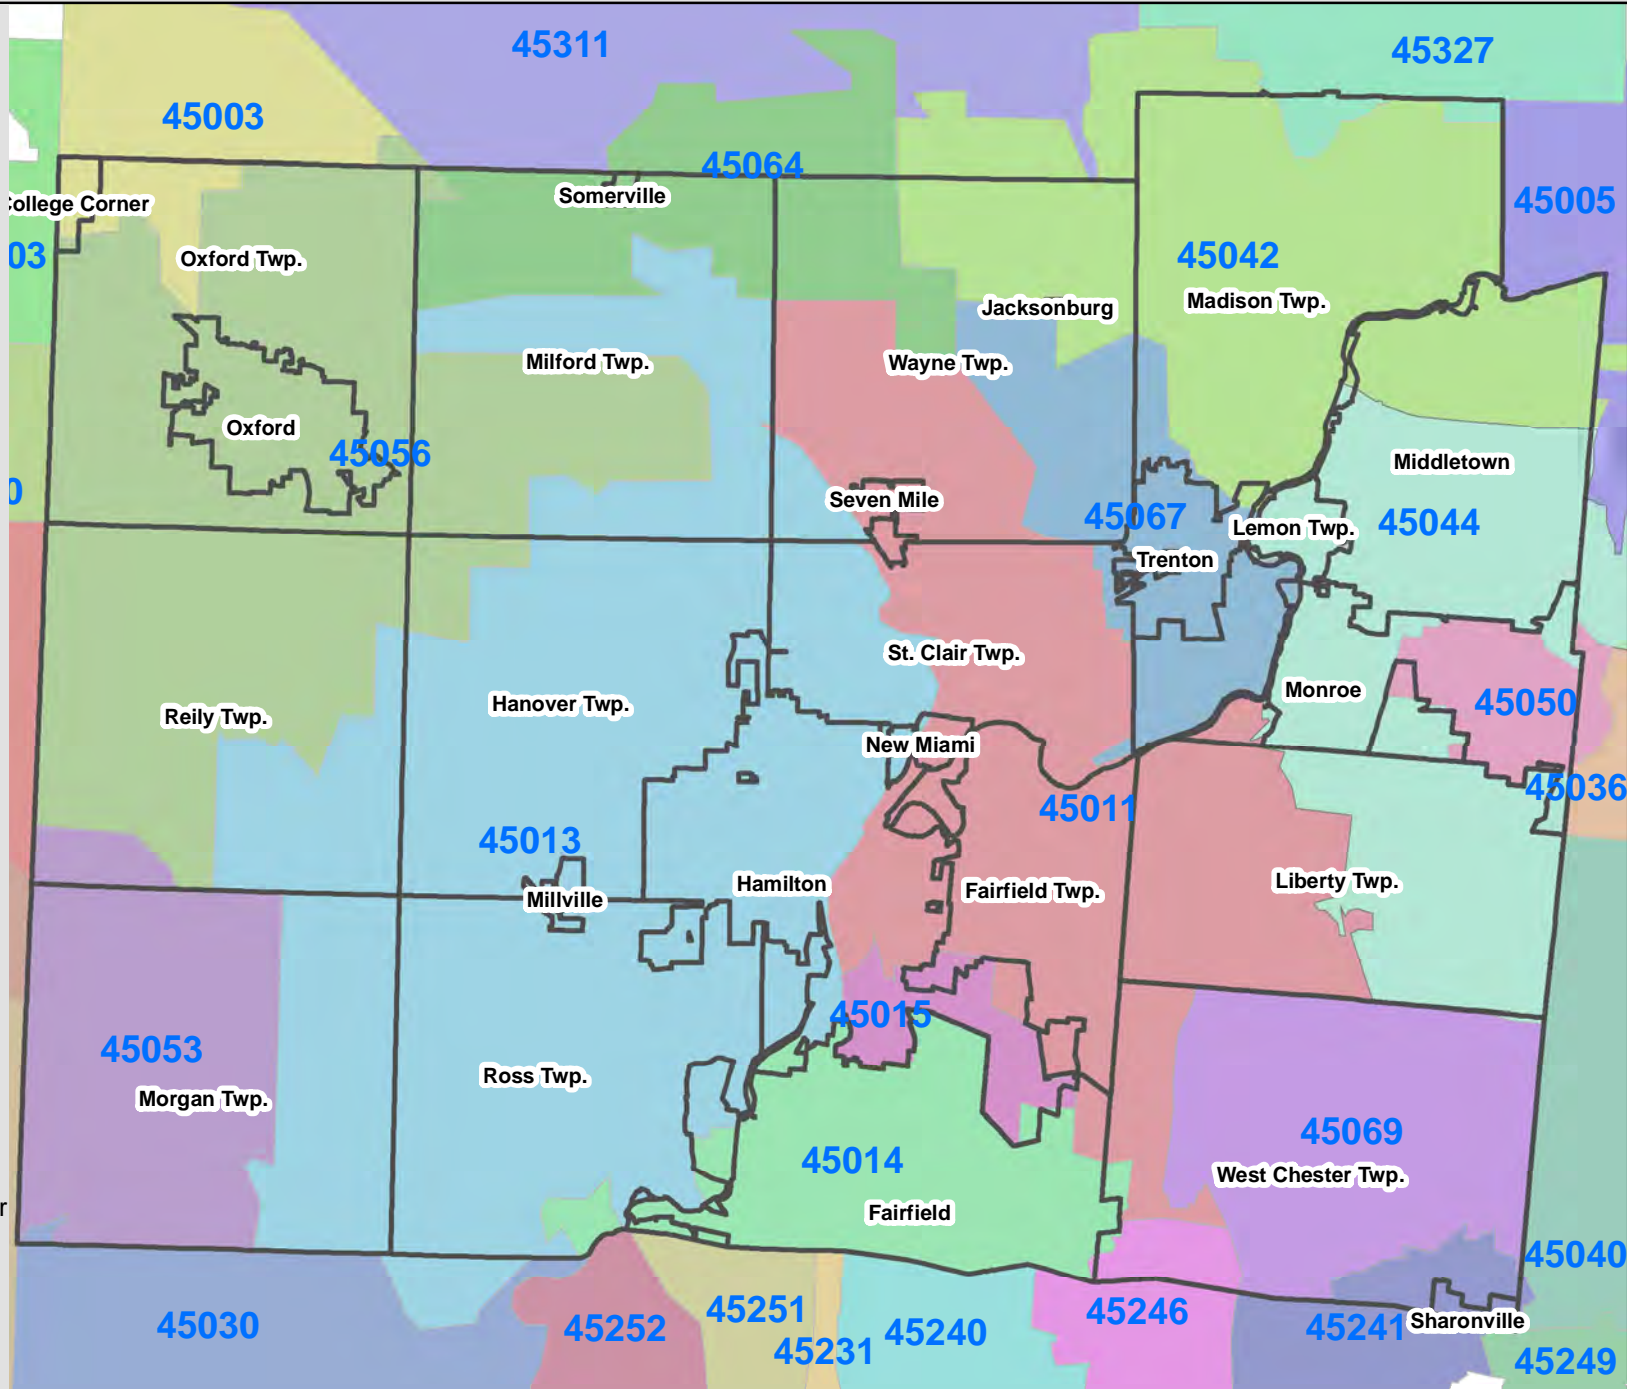 45311
45327
45003
45064
Somerville
45005
College Corner
03
Oxford Twp.
45042
Madison Twp.
Jacksonburg
Milford Twp.
Wayne Twp.
Oxford
45056
Middletown
0
Seven Mile
45067
Lemon Twp.
45044
Trenton
St. Clair Twp.
Monroe
45050
Hanover Twp.
Reily Twp.
New Miami
45036
45011
45013
Millville
Hamilton
Fairfield Twp.
Liberty Twp.
45015
45053
Morgan Twp.
Ross Twp.
45069
West Chester Twp.
45014
Fairfield
r
45040
45030
45252
45251
45231
45240
45246
45241
Sharonville
45249